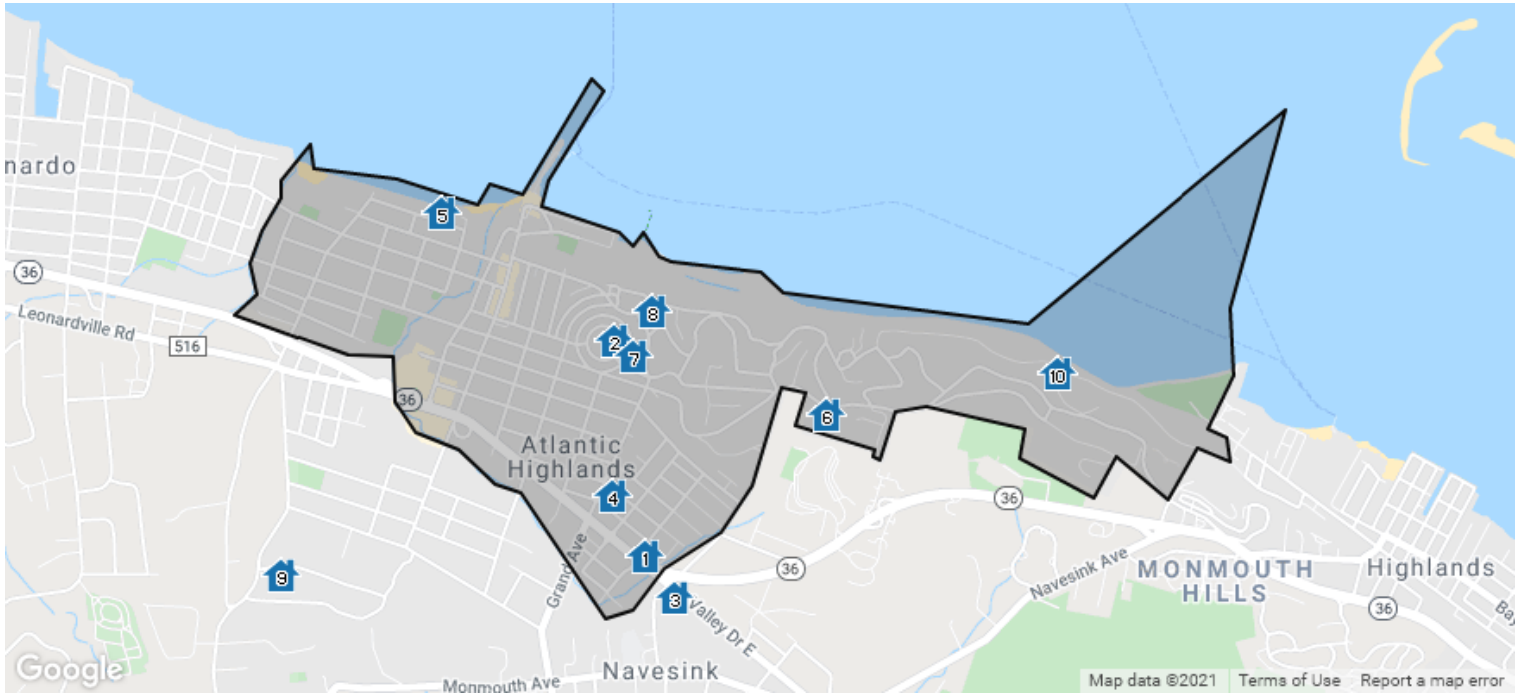 nardo
36
Leonardville Rd
516
5
8
2
7
10
36
6
Atlantic
Highlands
4
36
1
Grand Ave
36
9
3
Valley Dr E
Navesink Ave
MONMOUTH
HILLS
Highlands
36
Bay
Navesink
Monmouth Ave
Google
Map data ©2021
Terms of Use
Report a map error